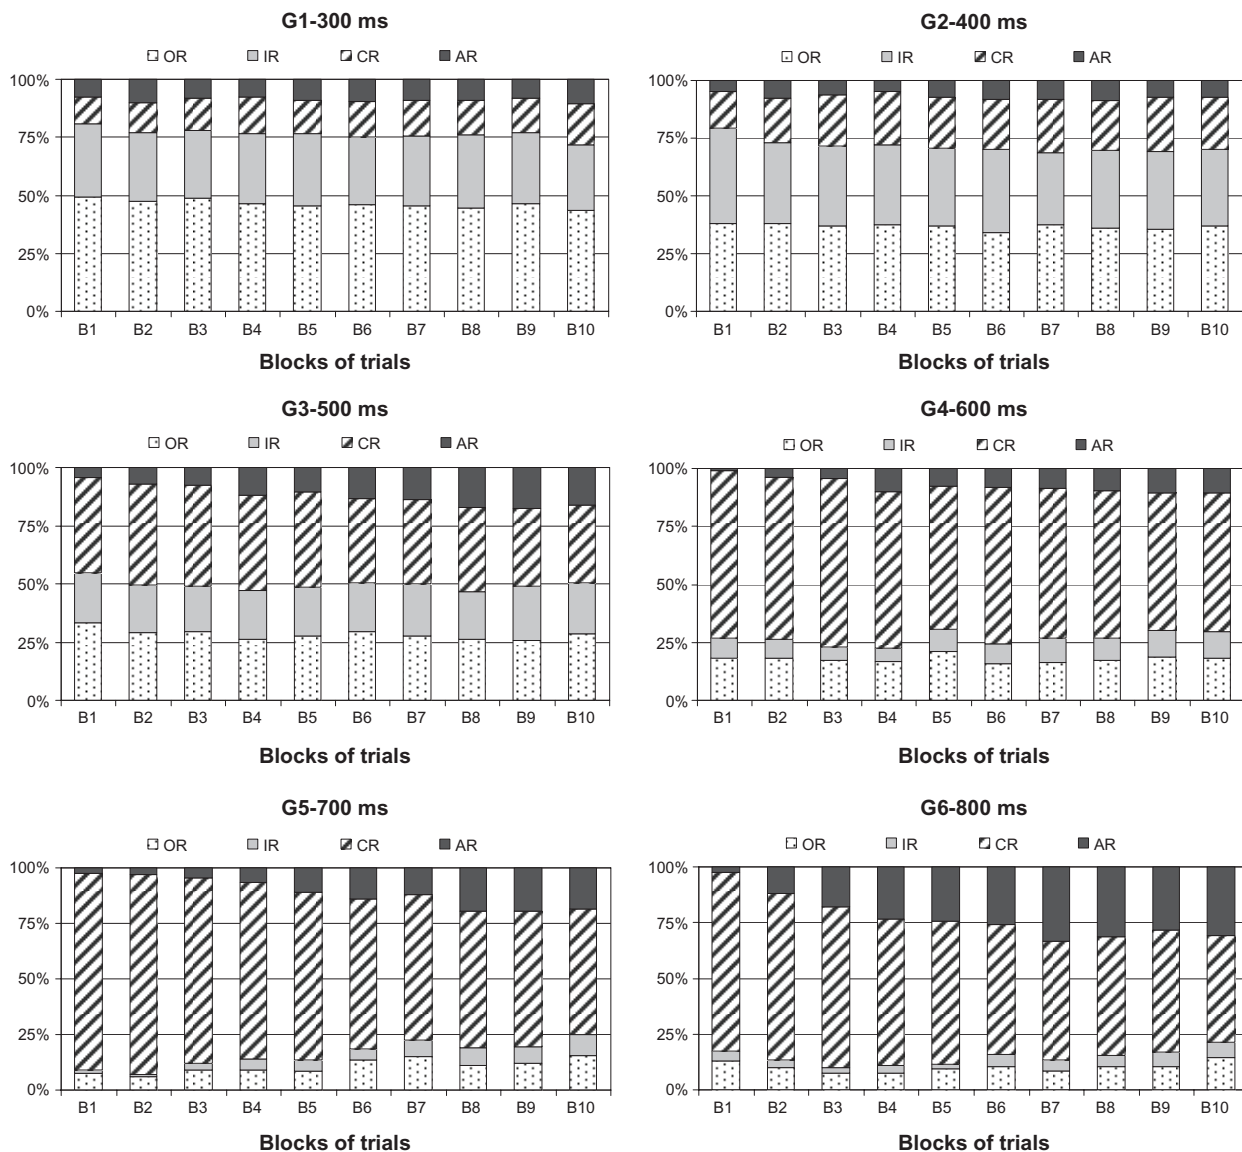 G1-300 ms
OR IR CR AR
100%
75%
50%
25%
0%
B1 B2 B3 B4 B5 B6 B7 B8 B9 B10
Blocks of trials
G2-400 ms
OR IR CR AR
100%
75%
50%
25%
0%
B1 B2 B3 B4 B5 B6 B7 B8 B9 B10
Blocks of trials
G3-500 ms
OR IR CR AR
100%
75%
50%
25%
0%
B1 B2 B3 B4 B5 B6 B7 B8 B9 B10
Blocks of trials
G4-600 ms
OR IR CR AR
100%
75%
50%
25%
0%
B1 B2 B3 B4 B5 B6 B7 B8 B9 B10
Blocks of trials
G5-700 ms
OR IR CR AR
100%
75%
50%
25%
0%
B1 B2 B3 B4 B5 B6 B7 B8 B9 B10
Blocks of trials
G6-800 ms
OR IR CR AR
100%
75%
50%
25%
0%
B1 B2 B3 B4 B5 B6 B7 B8 B9 B10
Blocks of trials